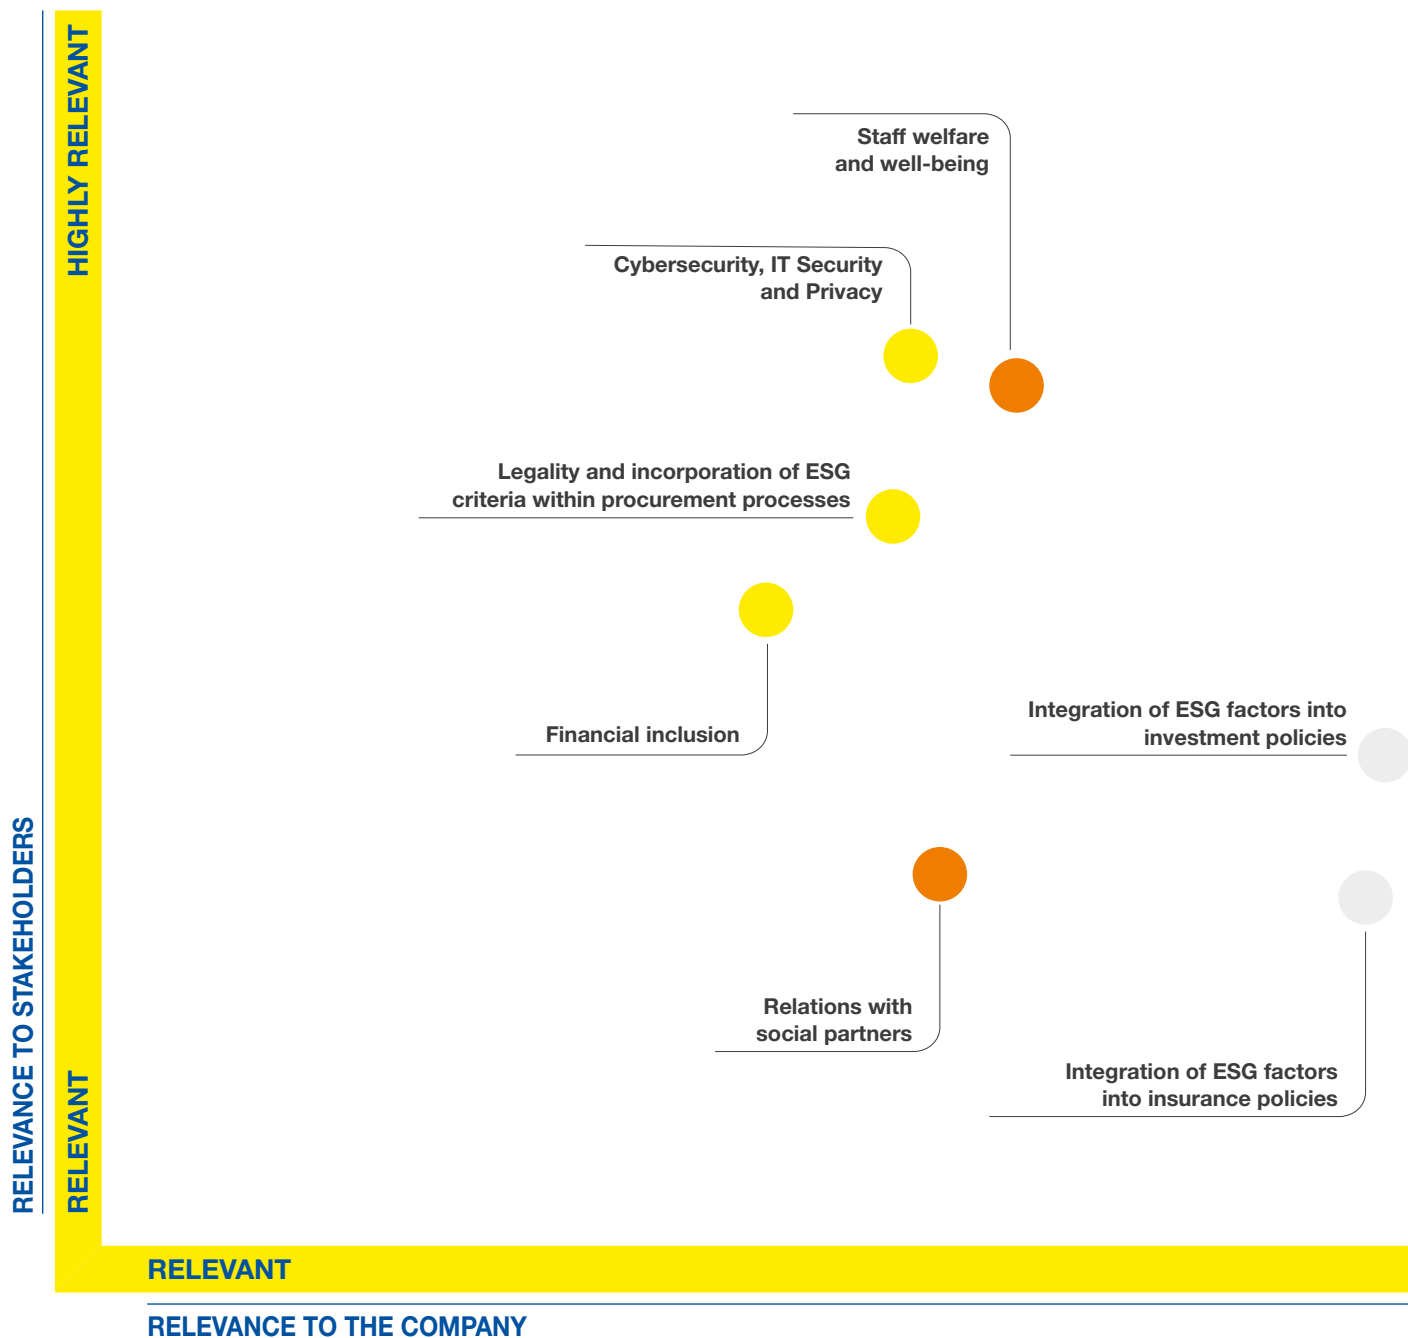 HIGHLY RELEVANT
Staff welfare
and well-being
Cybersecurity, IT Security
and Privacy
Legality and incorporation of ESG
criteria within procurement processes
Integration of ESG factors into
investment policies
Financial inclusion
RELEVANCE TO STAKEHOLDERS
Relations with
social partners
Integration of ESG factors
into insurance policies
RELEVANT
RELEVANT
RELEVANCE TO THE COMPANY